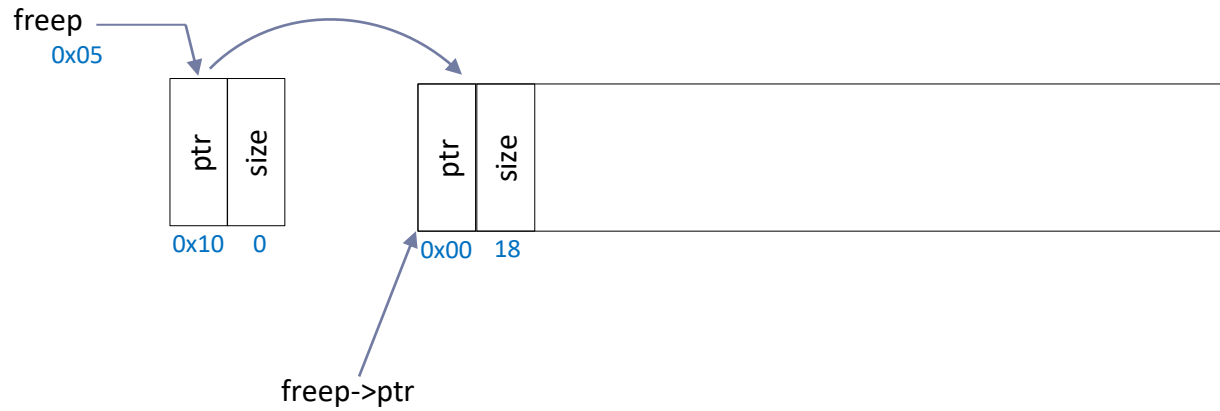 freep
0x05
ptr size
ptr size
0x10 0
0x00 18
freep->ptr